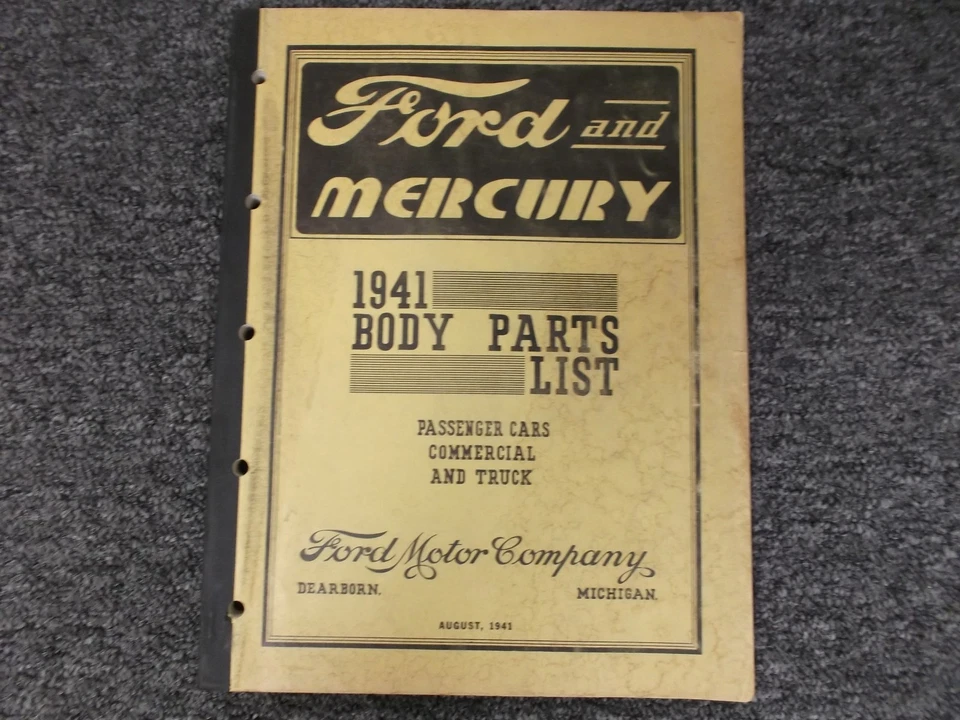 Ford and
MERCURY
1941
BODY PARTS
LIST
PASSENGER CARS
COMMERCIAL
AND TRUCK
Ford Motor Company
DEARBORN, MICHIGAN.
AUGUST, 1941